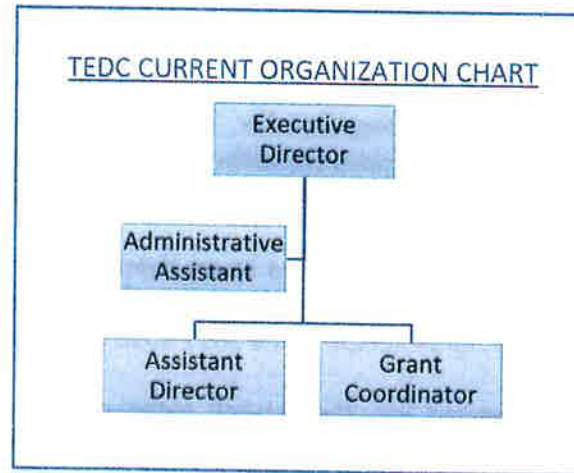 TEDC CURRENT ORGANIZATION CHART
Executive
Director
Administrative
Assistant
Assistant
Director
Grant
Coordinator